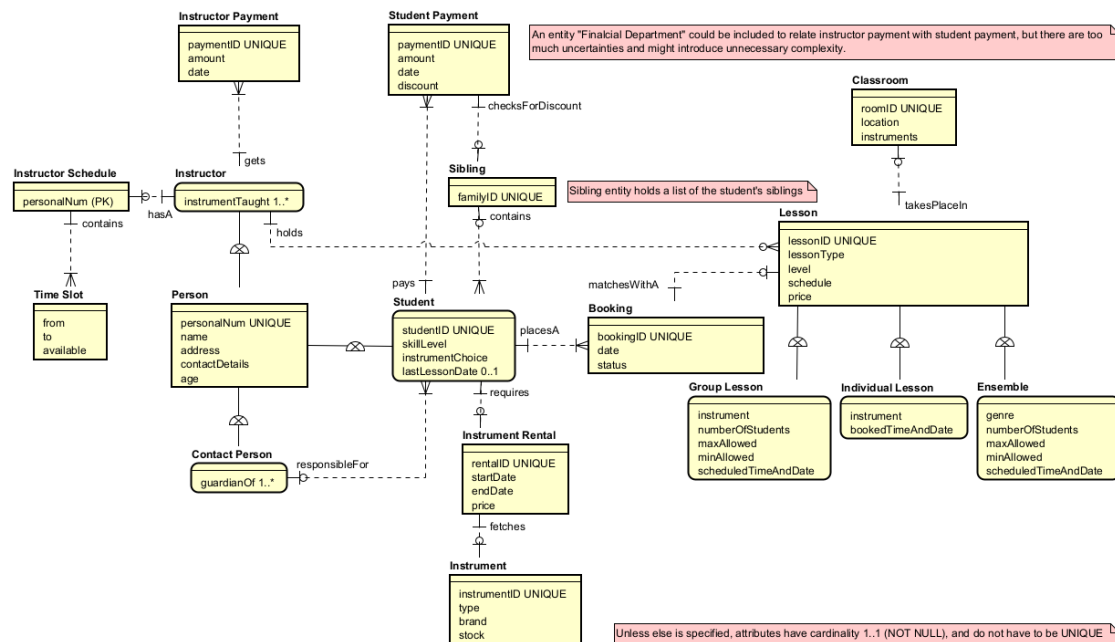 Instructor Payment
paymentID UNIQUE
amount
date
Student Payment
paymentID UNIQUE
amount
date
discount
An entity "Finalcial Department" could be included to relate instructor payment with student payment, but there are too
much uncertainties and might introduce unnecessary complexity.
Classroom
roomID UNIQUE
location
instruments
checksForDiscount
gets
Instructor Schedule
personalNum (PK)
hasA
Instructor
instrumentTaught 1..*
Sibling
familyID UNIQUE
Sibling entity holds a list of the student's siblings
takesPlaceIn
contains
holds
contains
Lesson
lessonID UNIQUE
lessonType
level
schedule
price
Time Slot
from
to
available
Person
personalNum UNIQUE
name
address
contactDetails
age
pays
Student
studentID UNIQUE
skillLevel
instrumentChoice
lastLessonDate 0..1
placesA
matchesWithA
Booking
bookingID UNIQUE
date
status
requires
Group Lesson
instrument
numberOfStudents
maxAllowed
minAllowed
scheduledTimeAndDate
Individual Lesson
instrument
bookedTimeAndDate
Ensemble
genre
numberOfStudents
maxAllowed
minAllowed
scheduledTimeAndDate
Contact Person
guardianOf 1..*
responsibleFor
Instrument Rental
rentalID UNIQUE
startDate
endDate
price
fetches
Instrument
instrumentID UNIQUE
type
brand
stock
Unless else is specified, attributes have cardinality 1..1 (NOT NULL), and do not have to be UNIQUE